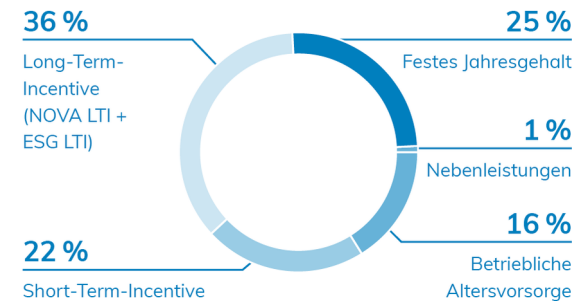 36 %
Long-Term-
Incentive
(NOVA LTI +
ESG LTI)
25 %
Festes Jahresgehalt
1 %
Nebenleistungen
16 %
Betriebliche
Altersvorsorge
22 %
Short-Term-Incentive